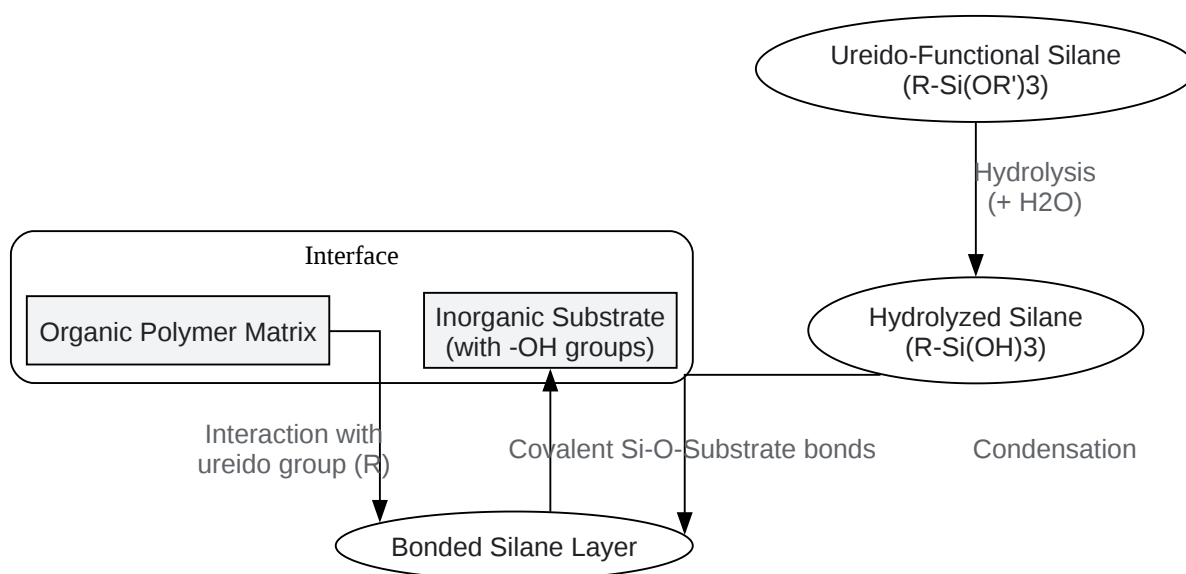 Ureido-Functional Silane
(R-Si(OR')3)
Hydrolysis
(+ H2O)
Interface
Organic Polymer Matrix
Inorganic Substrate
(with -OH groups)
Hydrolyzed Silane
(R-Si(OH)3)
Interaction with
ureido group (R)
Covalent Si-O-Substrate bonds
Condensation
Bonded Silane Layer